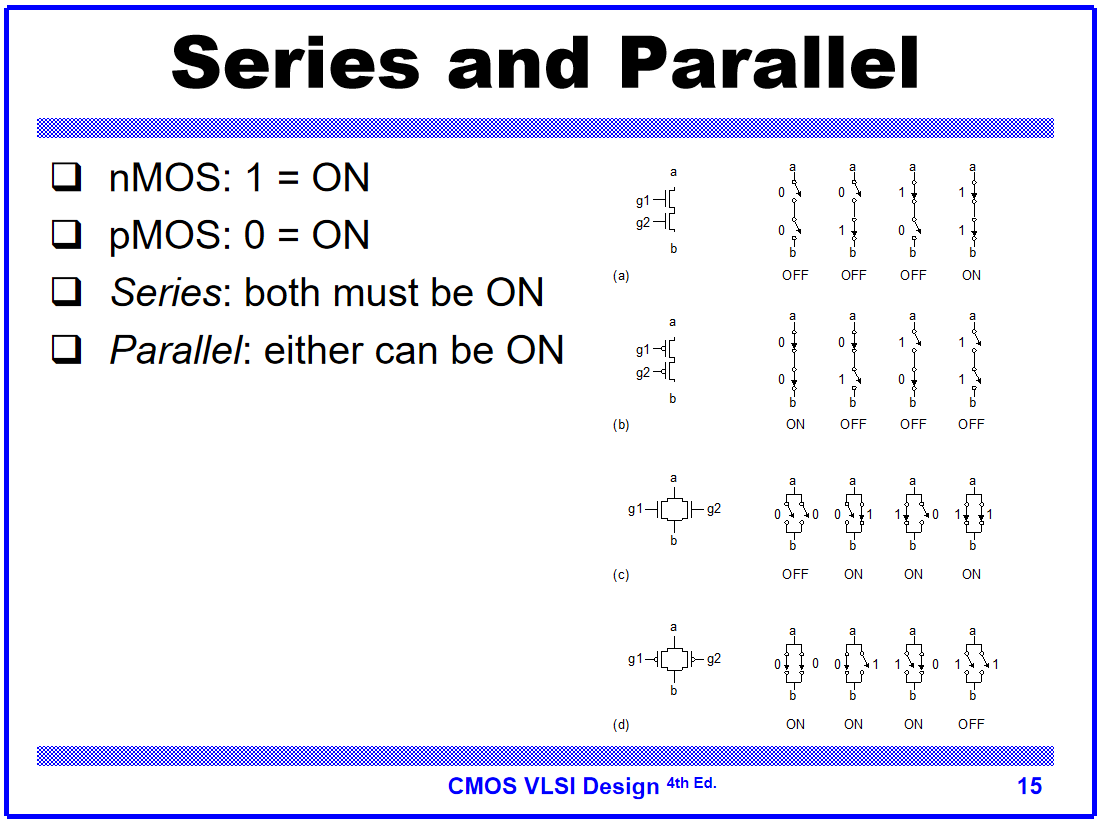 Series and Parallel
nMOS: 1 = ON
pMOS: 0 = ON
Series: both must be ON
Parallel: either can be ON
a
g1
g2
b
(a)
a a a a
0 0 1 1
0 1 0 1
b b b b
OFF OFF OFF ON
a
g1
g2
b
(b)
a a a a
0 0 1 1
0 1 0 1
b b b b
ON OFF OFF OFF
a
g1 g2
b
(c)
a a a a
0 0 0 1 1 0 1 1
b b b b
OFF ON ON ON
a
g1 g2
b
(d)
a a a a
0 0 0 1 1 0 1 1
b b b b
ON ON ON OFF
CMOS VLSI Design 4th Ed.
15